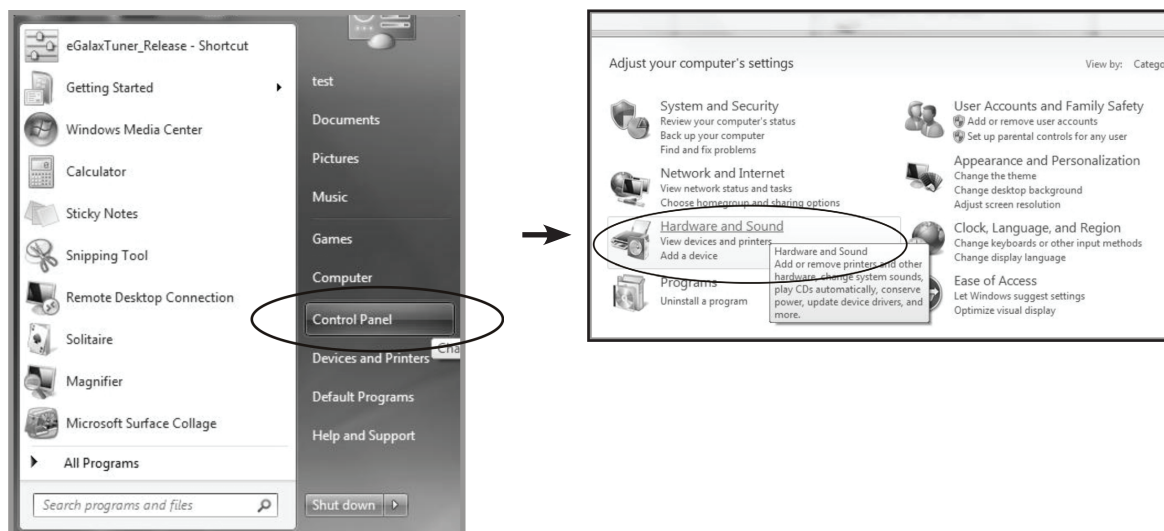 eGalaxTuner_Release - Shortcut
Getting Started
Windows Media Center
Calculator
Sticky Notes
Snipping Tool
Remote Desktop Connection
Solitaire
Magnifier
Microsoft Surface Collage
All Programs
Search programs and files
test
Documents
Pictures
Music
Games
Computer
Control Panel
Cha
Devices and Printers
Default Programs
Help and Support
Shut down
Adjust your computer's settings
View by: Catego
System and Security
Review your computer's status
Back up your computer
Find and fix problems
Network and Internet
View network status and tasks
Choose homegroup and sharing options
Hardware and Sound
View devices and printers
Add a device
Hardware and Sound
Add or remove printers and other
hardware, change system sounds,
play CDs automatically, conserve
power, update device drivers, and
more.
Programs
Uninstall a program
User Accounts and Family Safety
Add or remove user accounts
Set up parental controls for any user
Appearance and Personalization
Change the theme
Change desktop background
Adjust screen resolution
Clock, Language, and Region
Change keyboards or other input methods
Change display language
Ease of Access
Let Windows suggest settings
Optimize visual display